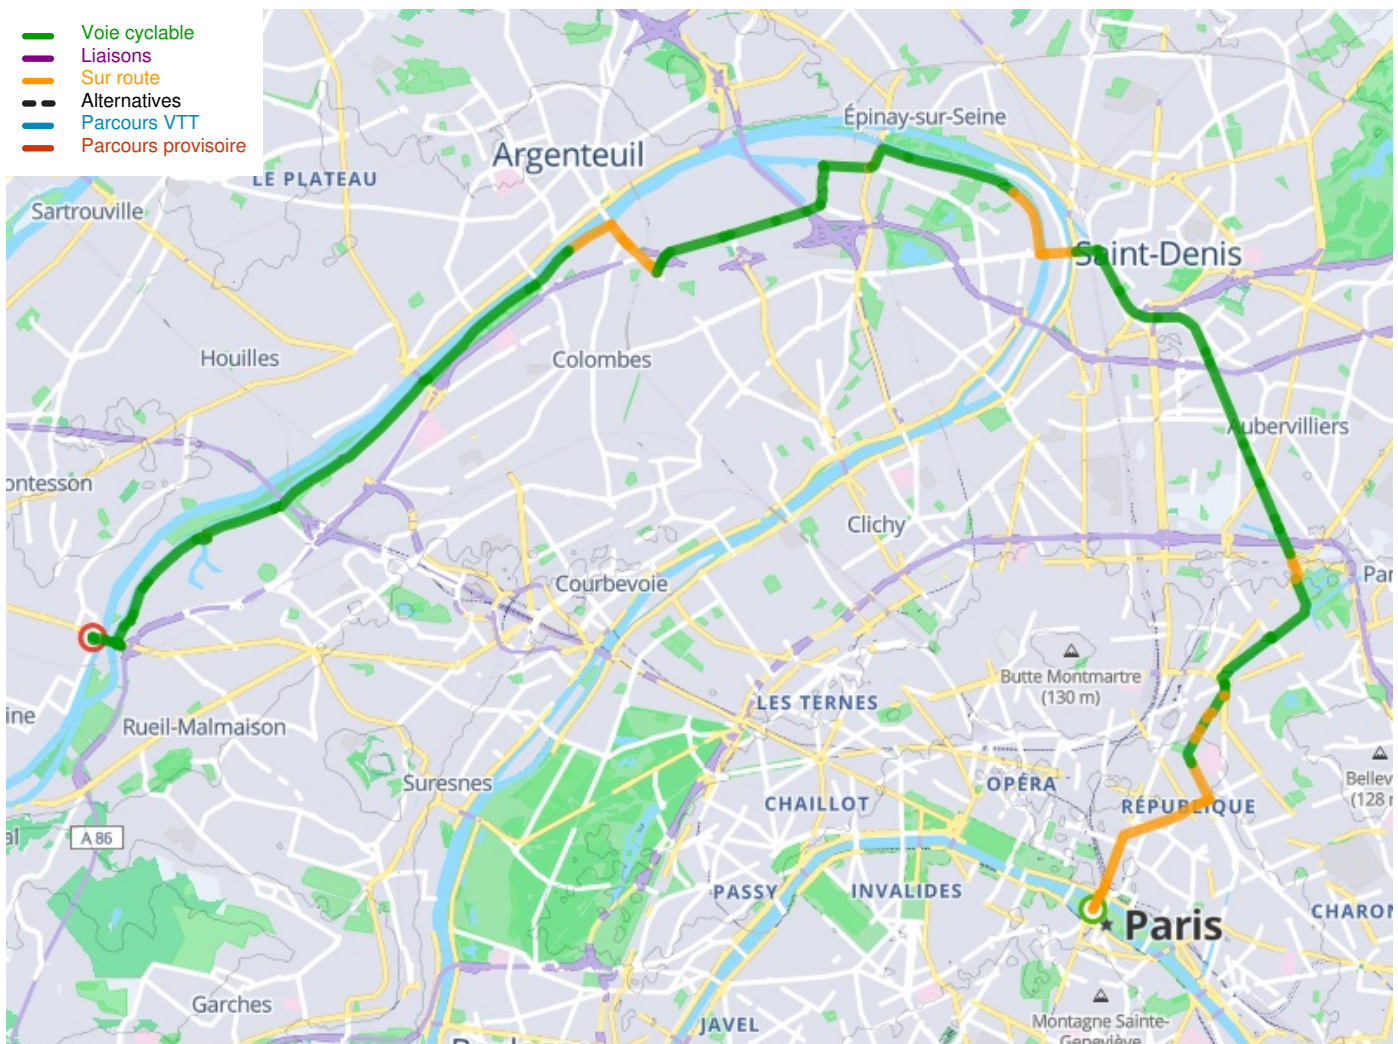 Voie cyclable
Liaisons
Sur route
Alternatives
Parcours VTT
Parcours provisoire
Épinay-sur-Seine
Argenteuil
LE PLATEAU
Sartrouville
Saint-Denis
Houilles
Colombes
Aubervilliers
ontesson
Clichy
Courbevoie
Par
Butte Montmartre
(130 m)
LES TERNES
ine
Rueil-Malmaison
Suresnes
OPÉRA
Bellev
(128 m
CHAILLOT
RÉPUBLIQUE
al
A 86
PASSY
INVALIDES
CHARON
Paris
Garches
JAVEL
Montagne Sainte-
Geneviève